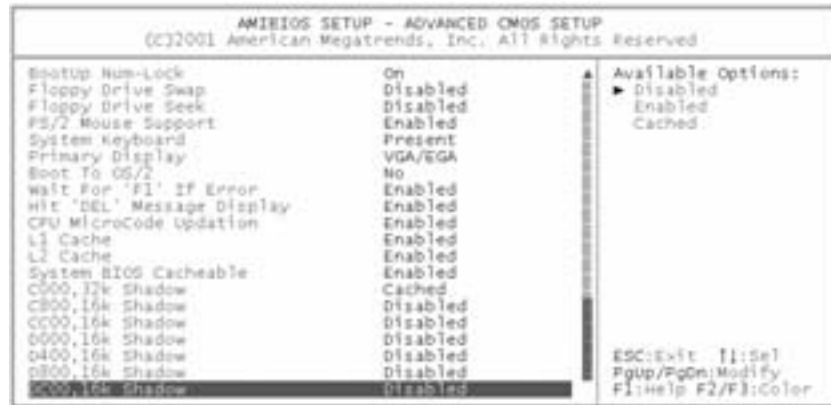 AMIBIOS SETUP - ADVANCED CMOS SETUP
(C)2001 American Megatrends, Inc. All Rights Reserved
BootUp Num-Lock On
Floppy Drive Swap Disabled
Floppy Drive Seek Disabled
PS/2 Mouse Support Enabled
System Keyboard Present
Primary Display VGA/EGA
Boot To OS/2 No
Wait For 'F1' If Error Enabled
Hit 'DEL' Message Display Enabled
CPU MicroCode Updation Enabled
L1 Cache Enabled
L2 Cache Enabled
System BIOS Cacheable Enabled
C000,32k Shadow Cached
C800,16k Shadow Disabled
CC00,16k Shadow Disabled
D000,16k Shadow Disabled
D400,16k Shadow Disabled
D800,16k Shadow Disabled
DC00,16k Shadow Disabled
Available Options:
► Disabled
Enabled
Cached
ESC:Exit ↑↓:Sel
PgUp/PgDn:Modify
F1:Help F2/F3:Color